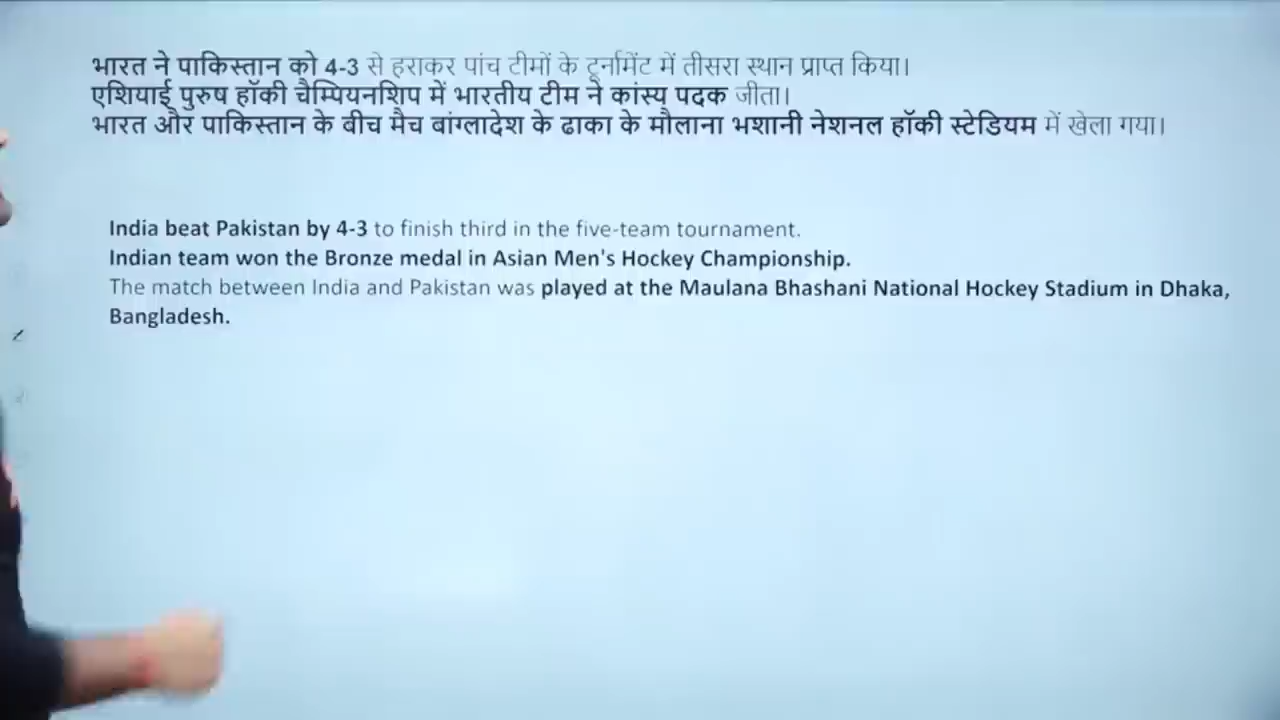 भारत ने पाकिस्तान को 4-3 से हराकर पांच टीमों के टूर्नामेंट में तीसरा स्थान प्राप्त किया।
एशियाई पुरुष हॉकी चैम्पियनशिप में भारतीय टीम ने कांस्य पदक जीता।
भारत और पाकिस्तान के बीच मैच बांग्लादेश के ढाका के मौलाना भशानी नेशनल हॉकी स्टेडियम में खेला गया।
India beat Pakistan by 4-3 to finish third in the five-team tournament.
Indian team won the Bronze medal in Asian Men's Hockey Championship.
The match between India and Pakistan was played at the Maulana Bhashani National Hockey Stadium in Dhaka,
Bangladesh.